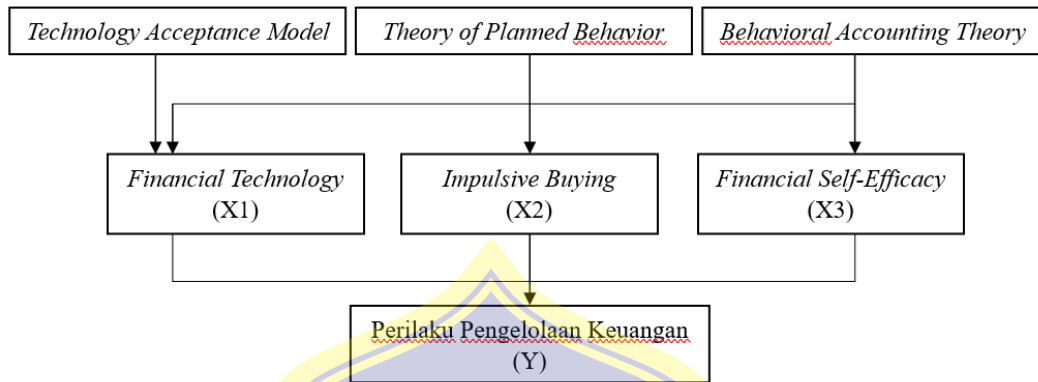 Technology Acceptance Model
Theory of Planned Behavior
Behavioral Accounting Theory
Financial Technology
(X1)
Impulsive Buying
(X2)
Financial Self-Efficacy
(X3)
Perilaku Pengelolaan Keuangan
(Y)